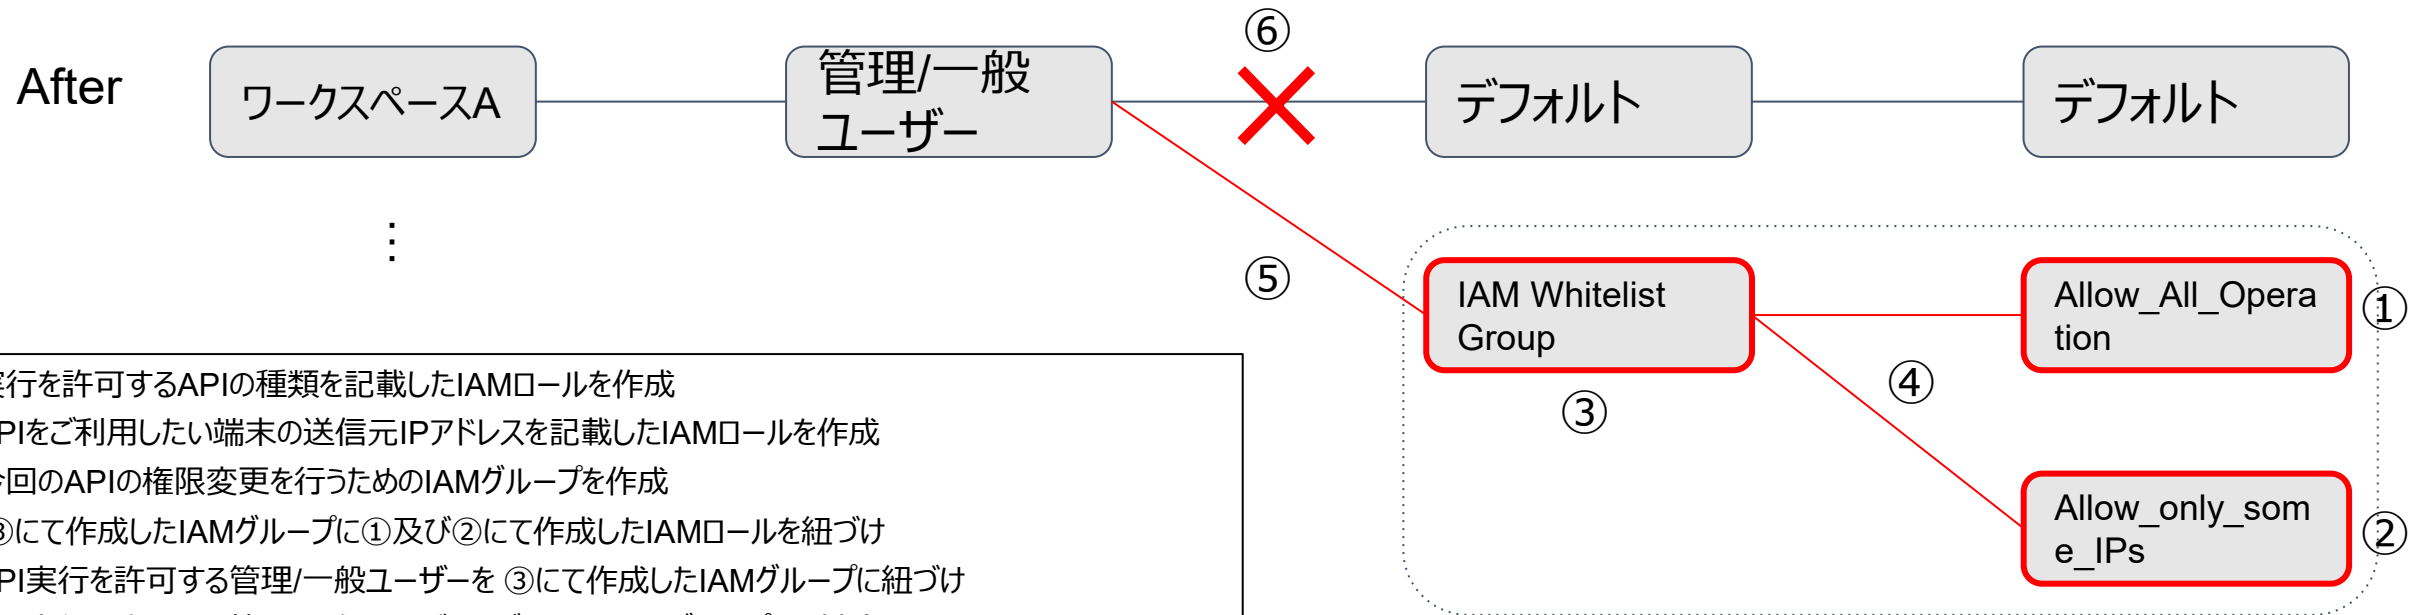 After
ワークスペースA
管理/一般
ユーザー
⑥
デフォルト
デフォルト
⋮
⑤
IAM Whitelist
Group
③
④
Allow_All_Opera
tion
①
Allow_only_som
e_IPs
②
実行を許可するAPIの種類を記載したIAMロールを作成
PIをご利用したい端末の送信元IPアドレスを記載したIAMロールを作成
今回のAPIの権限変更を行うためのIAMグループを作成
③にて作成したIAMグループに①及び②にて作成したIAMロールを紐づけ
PI実行を許可する管理/一般ユーザーを ③にて作成したIAMグループに紐づけ